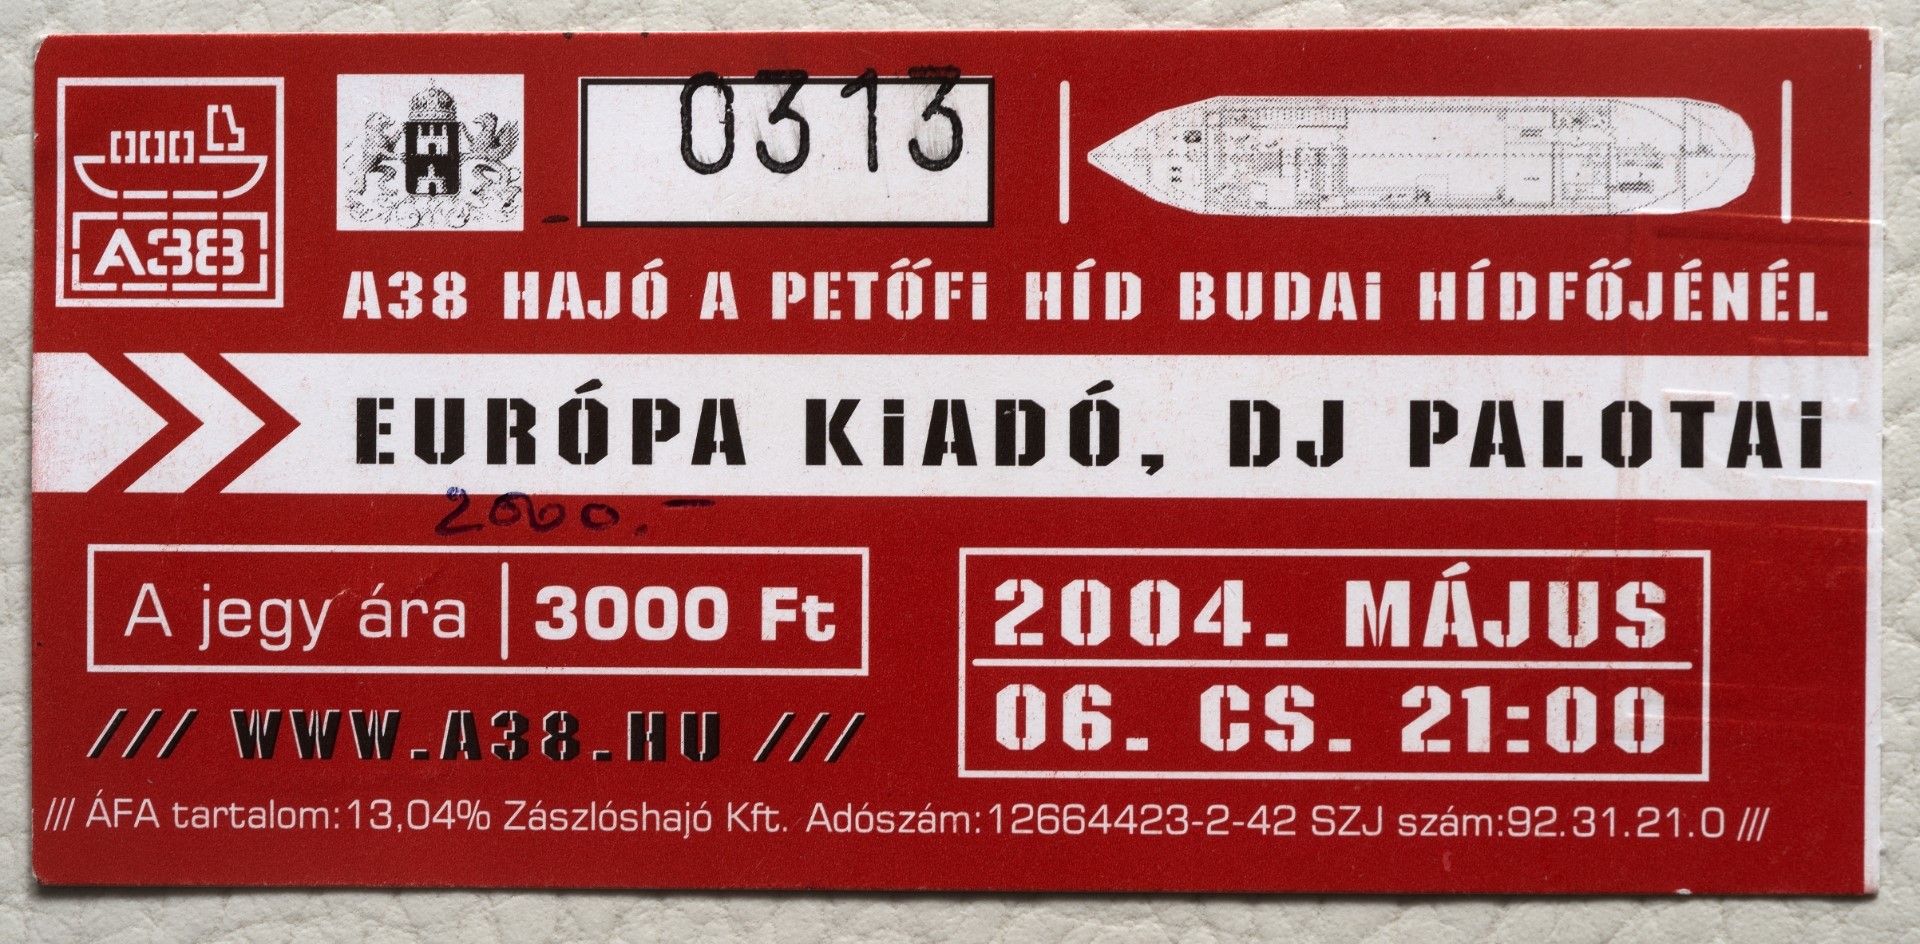 0313
A38
A38 HAJÓ A PETŐFi HÍD BUDAi HÍDFŐJÉNÉL
EURÓPA KiADÓ, DJ PALOTAi
2000.-
A jegy ára 3000 Ft
2004. MÁJUS
06. CS. 21:00
/// WWW.A38.HU ///
/// ÁFA tartalom:13,04% Zászlóshajó Kft. Adószám:12664423-2-42 SZJ szám:92.31.21.0 ///